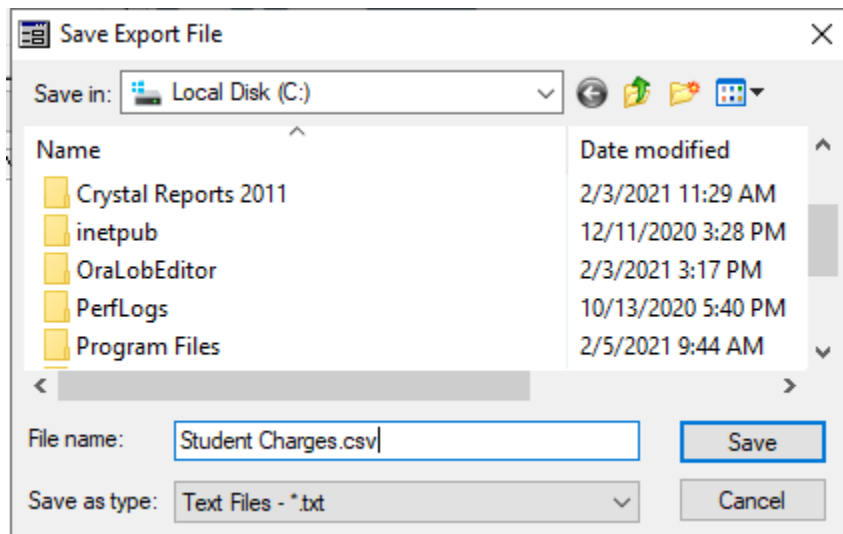 Save Export File
Save in: Local Disk (C:)
Name Date modified
Crystal Reports 2011 2/3/2021 11:29 AM
inetpub 12/11/2020 3:28 PM
OraLobEditor 2/3/2021 3:17 PM
PerfLogs 10/13/2020 5:40 PM
Program Files 2/5/2021 9:44 AM
File name: Student Charges.csv Save
Save as type: Text Files - *.txt Cancel